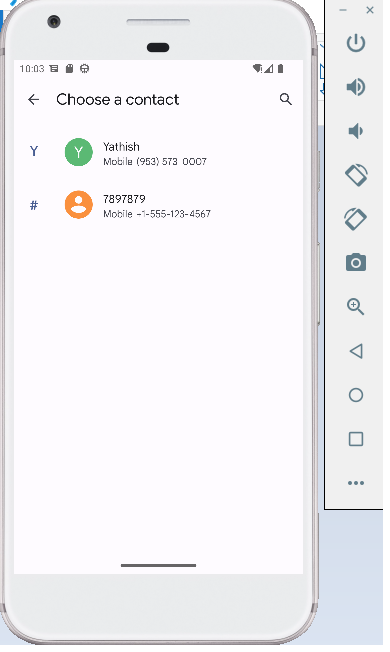 10:03
Choose a contact
Y
Y
Yathish
Mobile (953) 573-0007
#
7897879
Mobile +1-555-123-4567